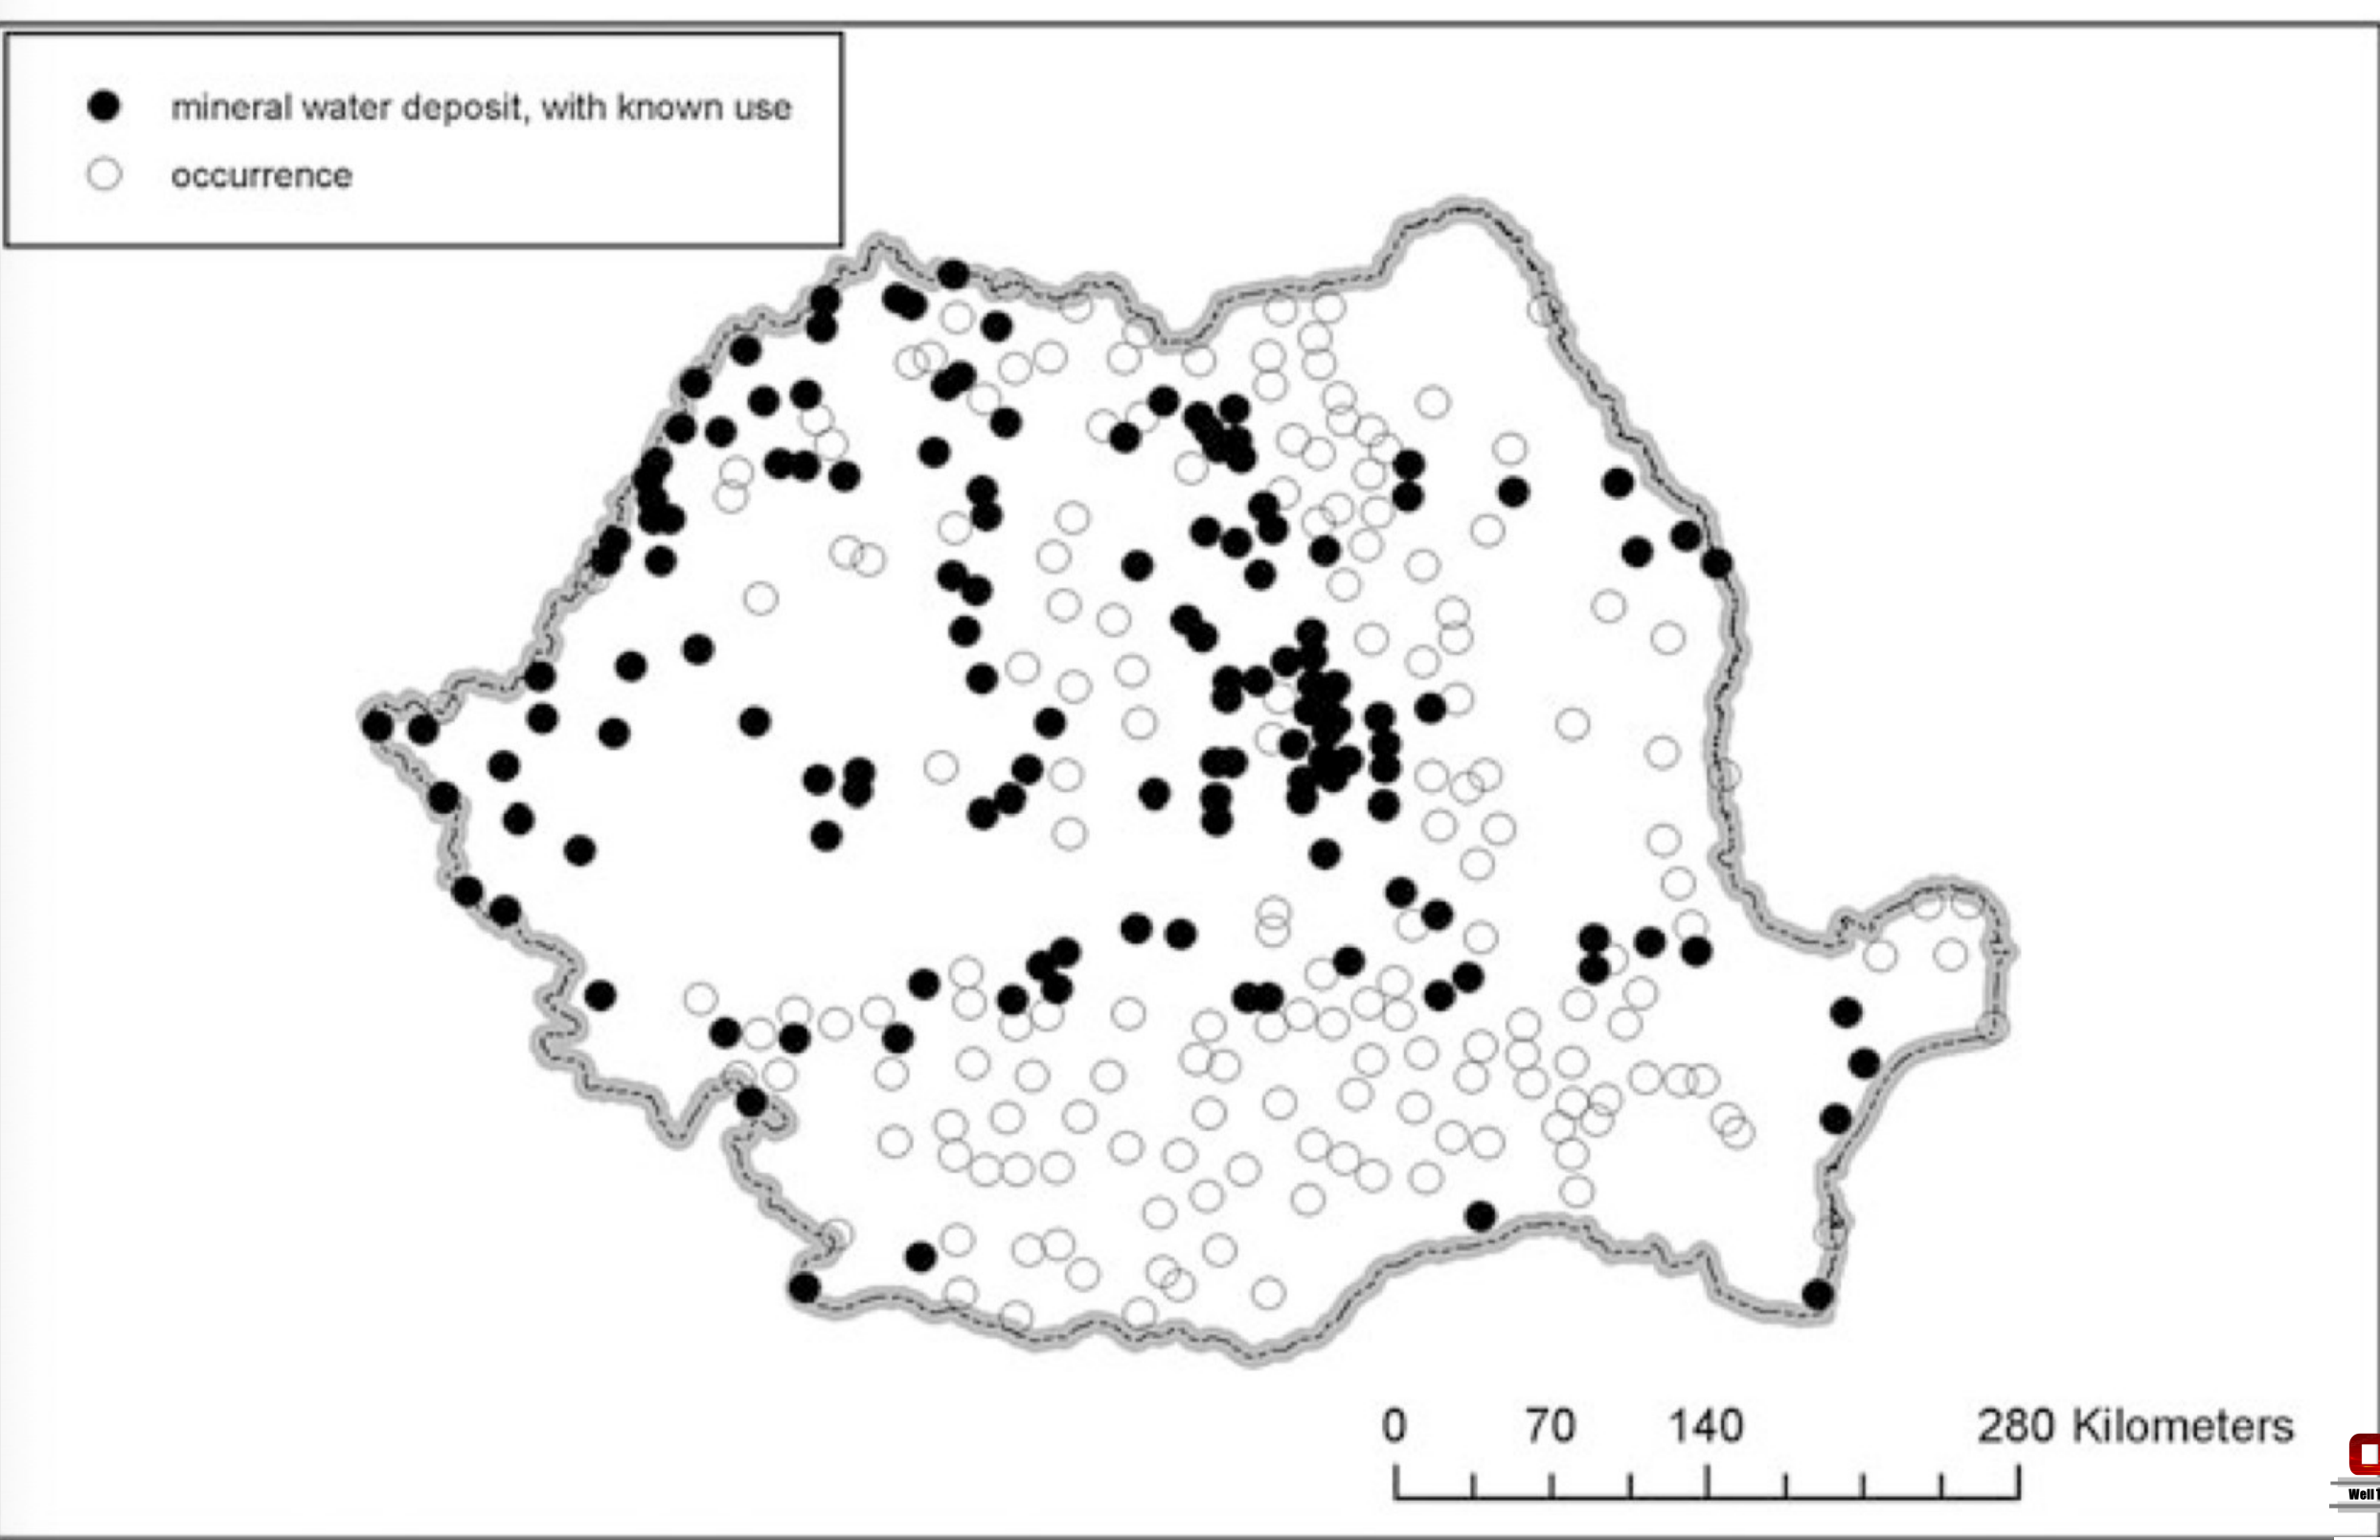 mineral water deposit, with known use
occurrence
0 70 140 280 Kilometers